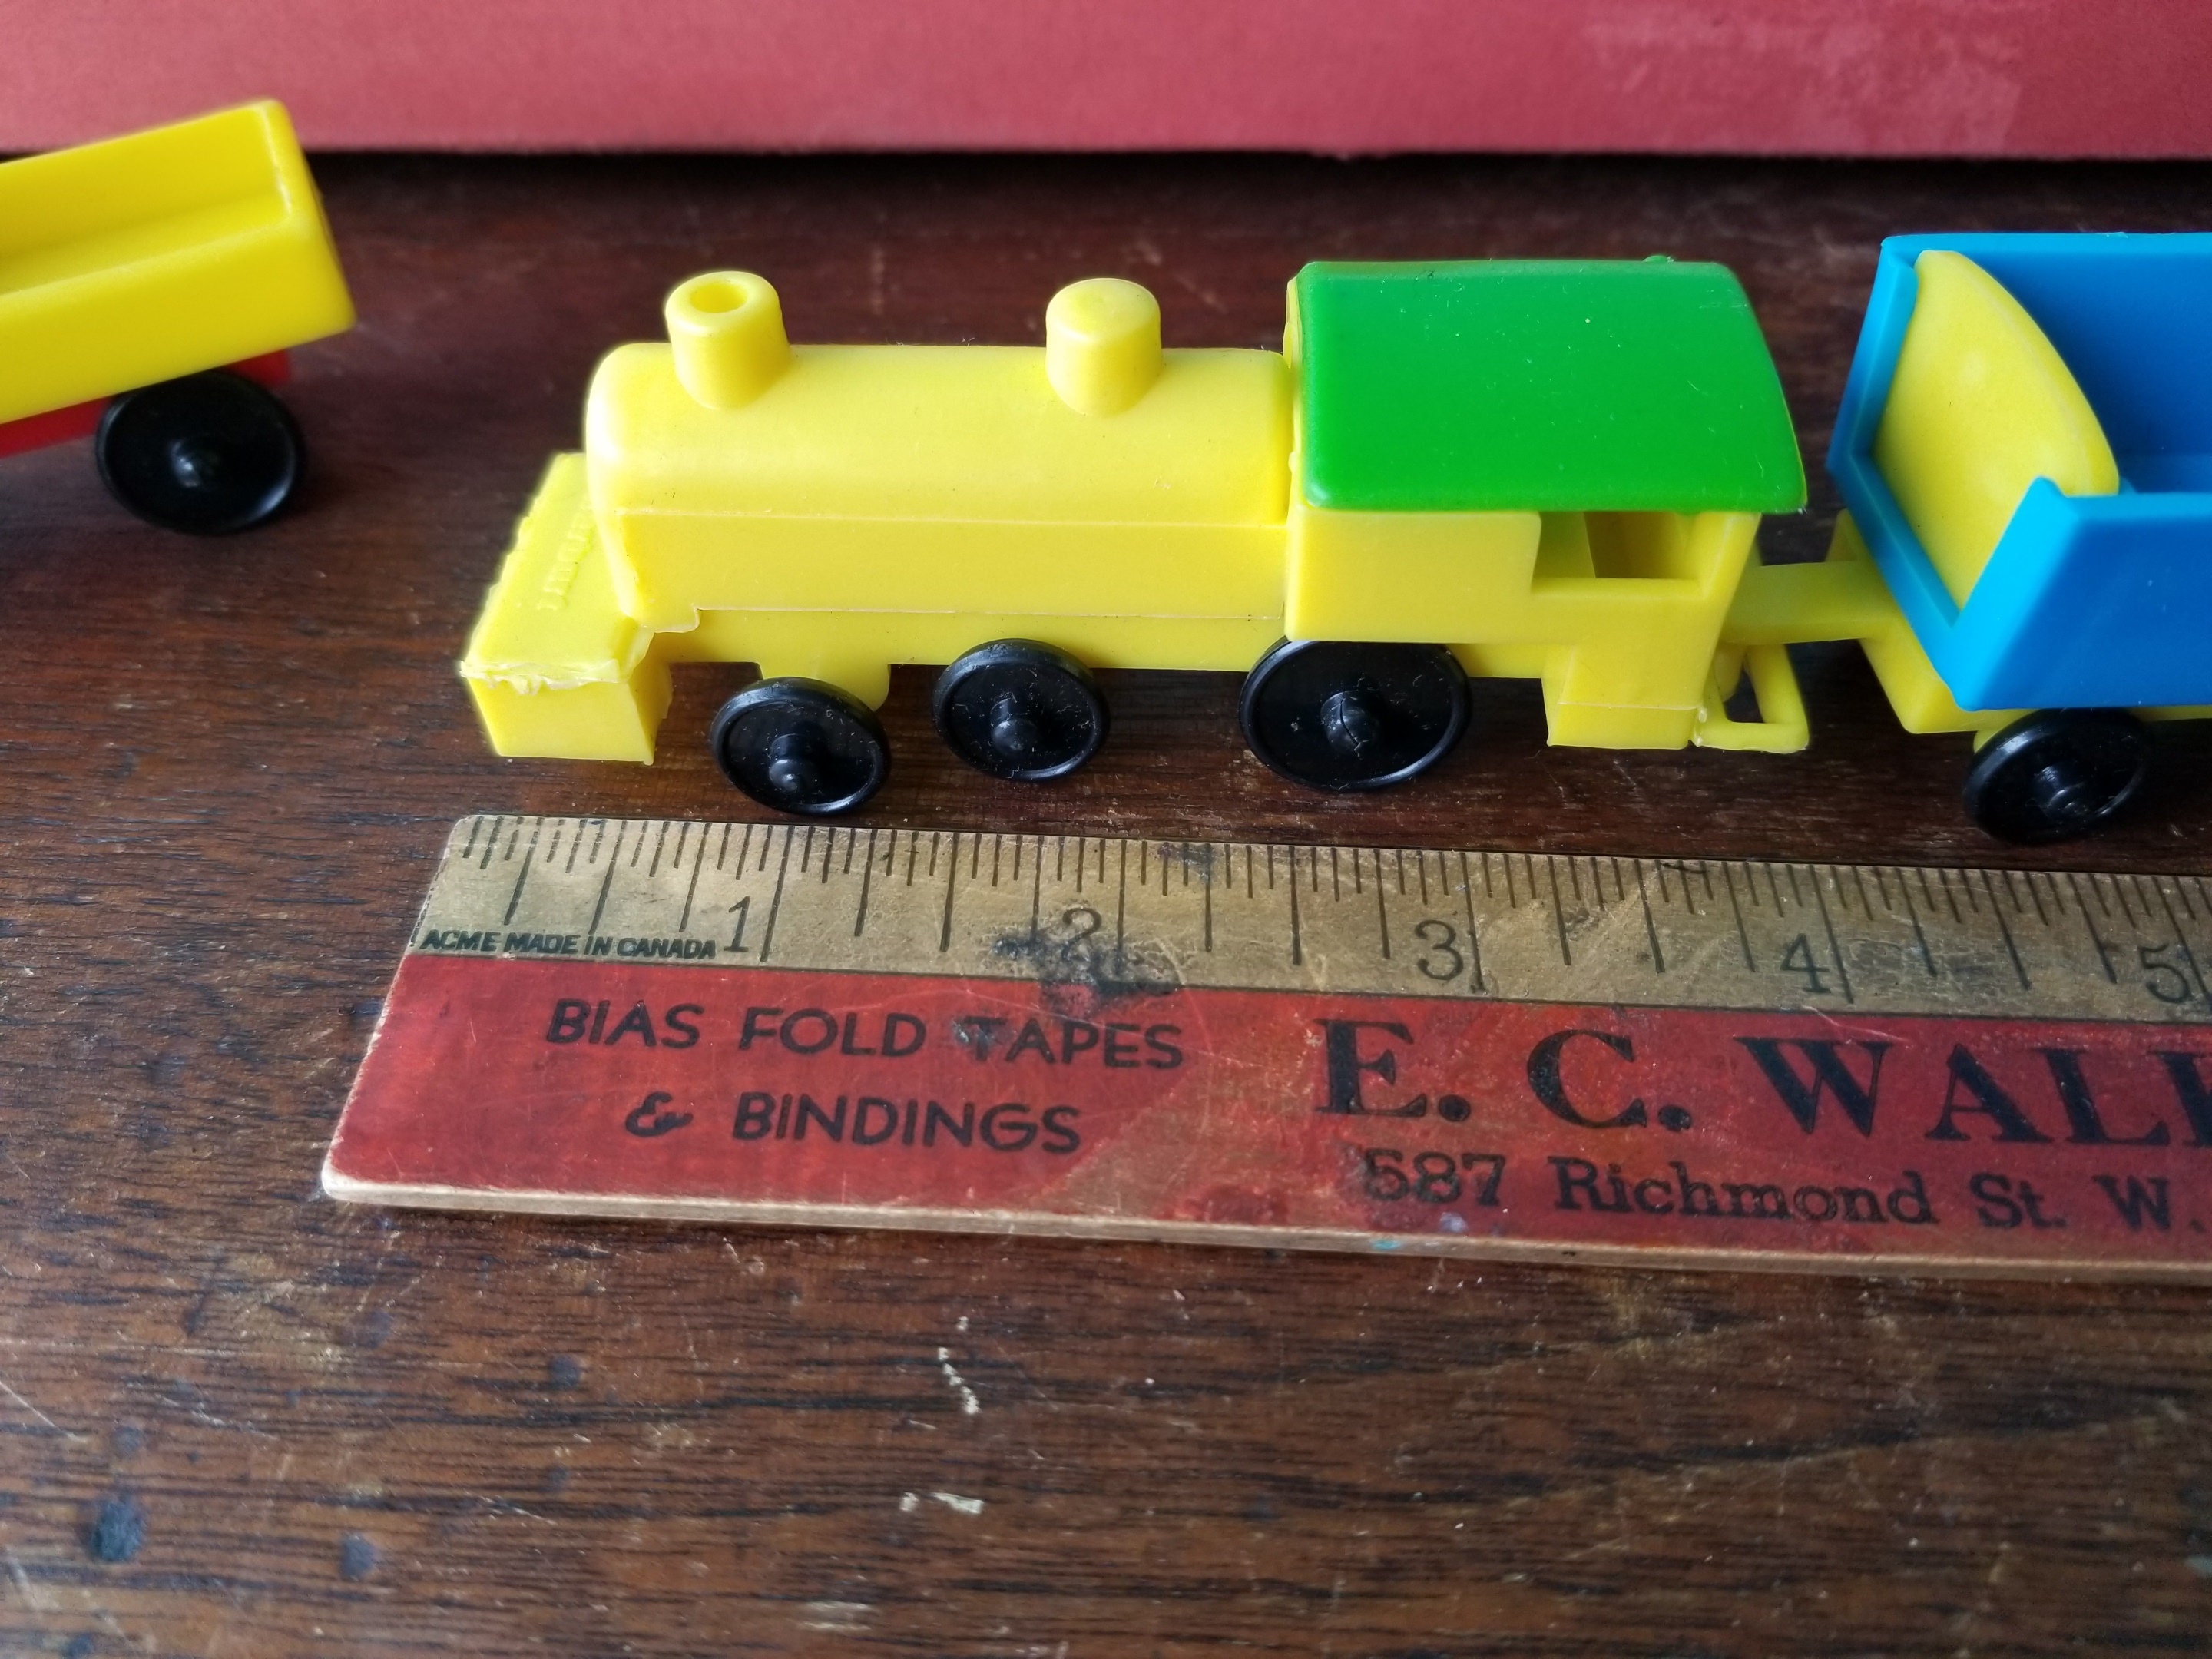 1 2 3 4 5
ACME MADE IN CANADA
BIAS FOLD TAPES
& BINDINGS
E. C. WAL
587 Richmond St. W.